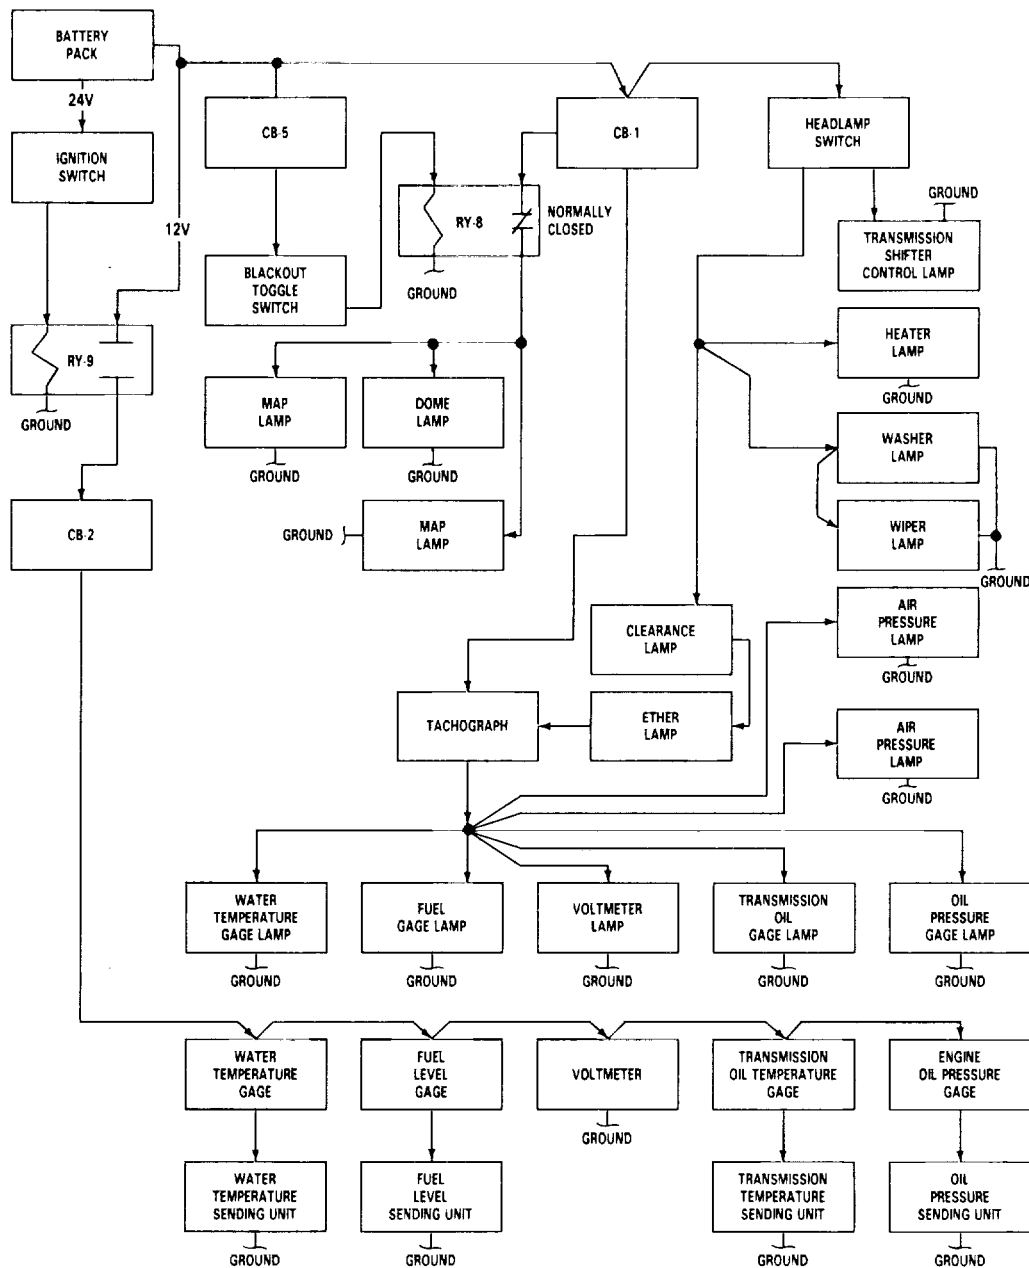 BATTERY
PACK
24V
IGNITION
SWITCH
12V
CB-5
CB-1
HEADLAMP
SWITCH
GROUND
RY-8
NORMALLY
CLOSED
GROUND
BLACKOUT
TOGGLE
SWITCH
TRANSMISSION
SHIFTER
CONTROL LAMP
RY-9
GROUND
HEATER
LAMP
GROUND
MAP
LAMP
GROUND
DOME
LAMP
GROUND
WASHER
LAMP
CB-2
GROUND
MAP
LAMP
WIPER
LAMP
GROUND
AIR
PRESSURE
LAMP
GROUND
CLEARANCE
LAMP
TACHOGRAPH
ETHER
LAMP
AIR
PRESSURE
LAMP
GROUND
WATER
TEMPERATURE
GAGE LAMP
GROUND
FUEL
GAGE LAMP
GROUND
VOLTMETER
LAMP
GROUND
TRANSMISSION
OIL
GAGE LAMP
GROUND
OIL
PRESSURE
GAGE LAMP
GROUND
WATER
TEMPERATURE
GAGE
FUEL
LEVEL
GAGE
VOLTMETER
GROUND
TRANSMISSION
OIL TEMPERATURE
GAGE
ENGINE
OIL PRESSURE
GAGE
WATER
TEMPERATURE
SENDING UNIT
GROUND
FUEL
LEVEL
SENDING UNIT
GROUND
TRANSMISSION
TEMPERATURE
SENDING UNIT
GROUND
OIL
PRESSURE
SENDING UNIT
GROUND